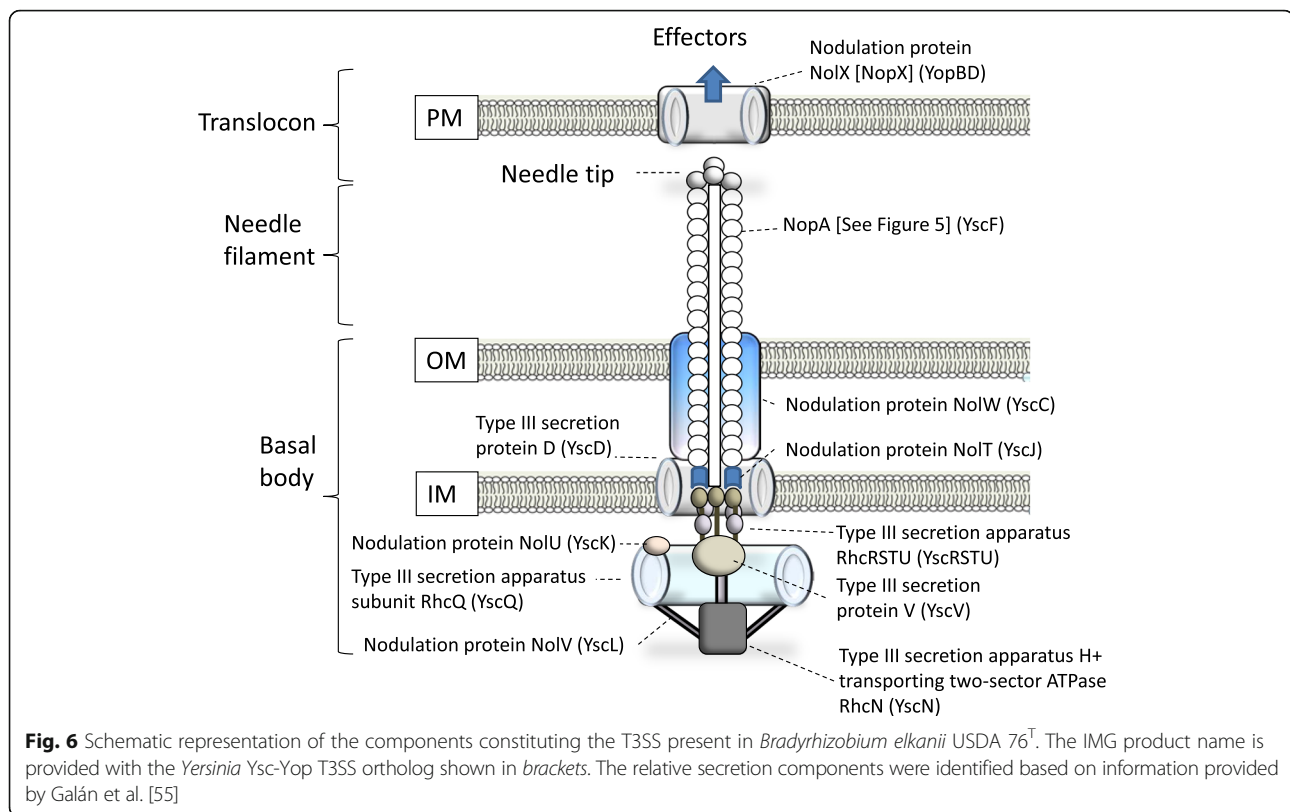 Effectors
Nodulation protein
NolX [NopX] (YopBD)
Translocon
PM
Needle tip
Needle
filament
NopA [See Figure 5] (YscF)
OM
Nodulation protein NolW (YscC)
Type III secretion
protein D (YscD)
Basal
body
Nodulation protein NolT (YscJ)
IM
Nodulation protein NolU (YscK)
Type III secretion apparatus
RhcRSTU (YscRSTU)
Type III secretion apparatus
subunit RhcQ (YscQ)
Type III secretion
protein V (YscV)
Nodulation protein NolV (YscL)
Type III secretion apparatus H+
transporting two-sector ATPase
RhcN (YscN)
Fig. 6 Schematic representation of the components constituting the T3SS present in Bradyrhizobium elkanii USDA 76T. The IMG product name is
provided with the Yersinia Ysc-Yop T3SS ortholog shown in brackets. The relative secretion components were identified based on information provided
by Galán et al. [55]